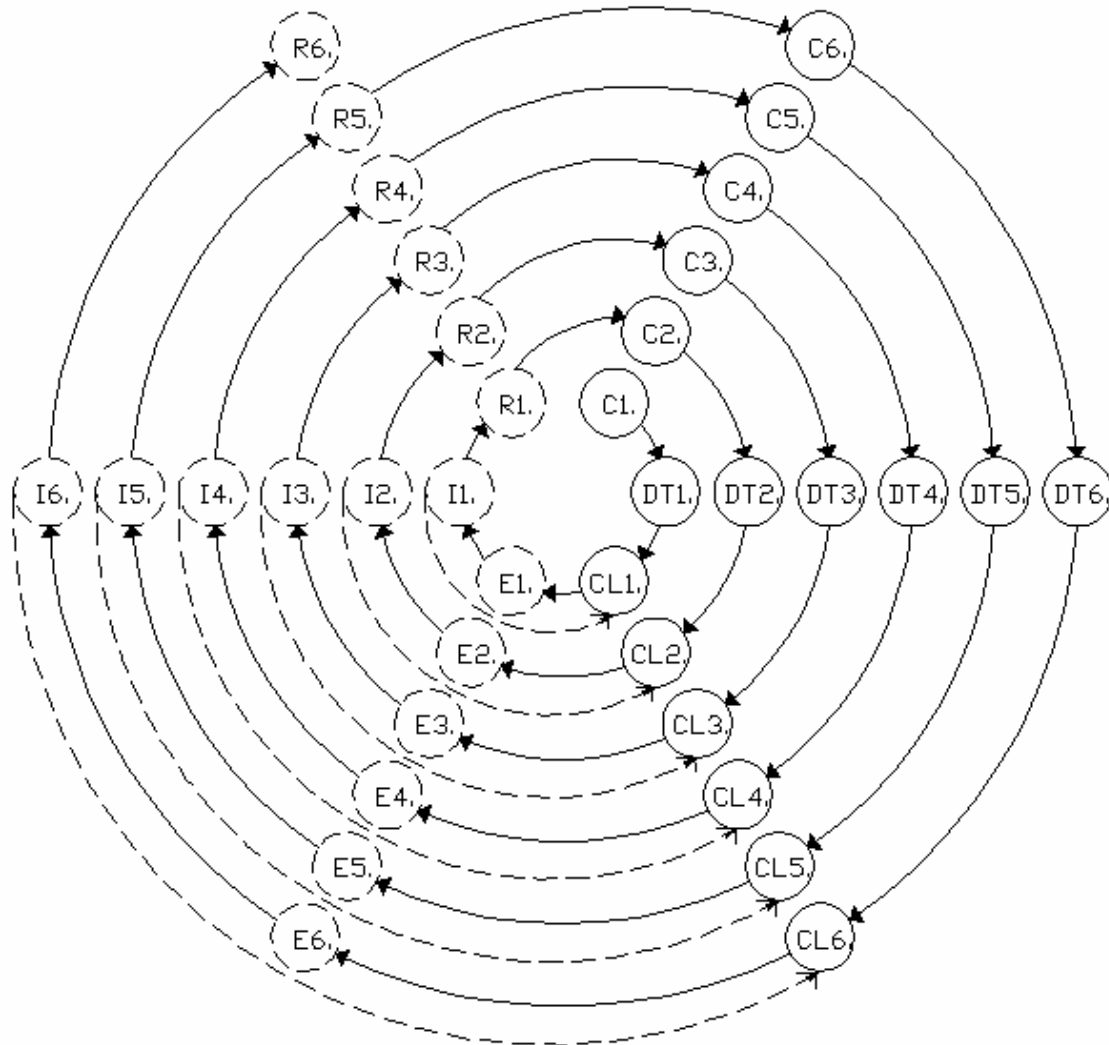 R6. C6.
R5. C5.
R4. C4.
R3. C3.
R2. C2.
R1. C1.
I6. I5. I4. I3. I2. I1. DT1. DT2. DT3. DT4. DT5. DT6.
E1. CL1.
E2. CL2.
E3. CL3.
E4. CL4.
E5. CL5.
E6. CL6.